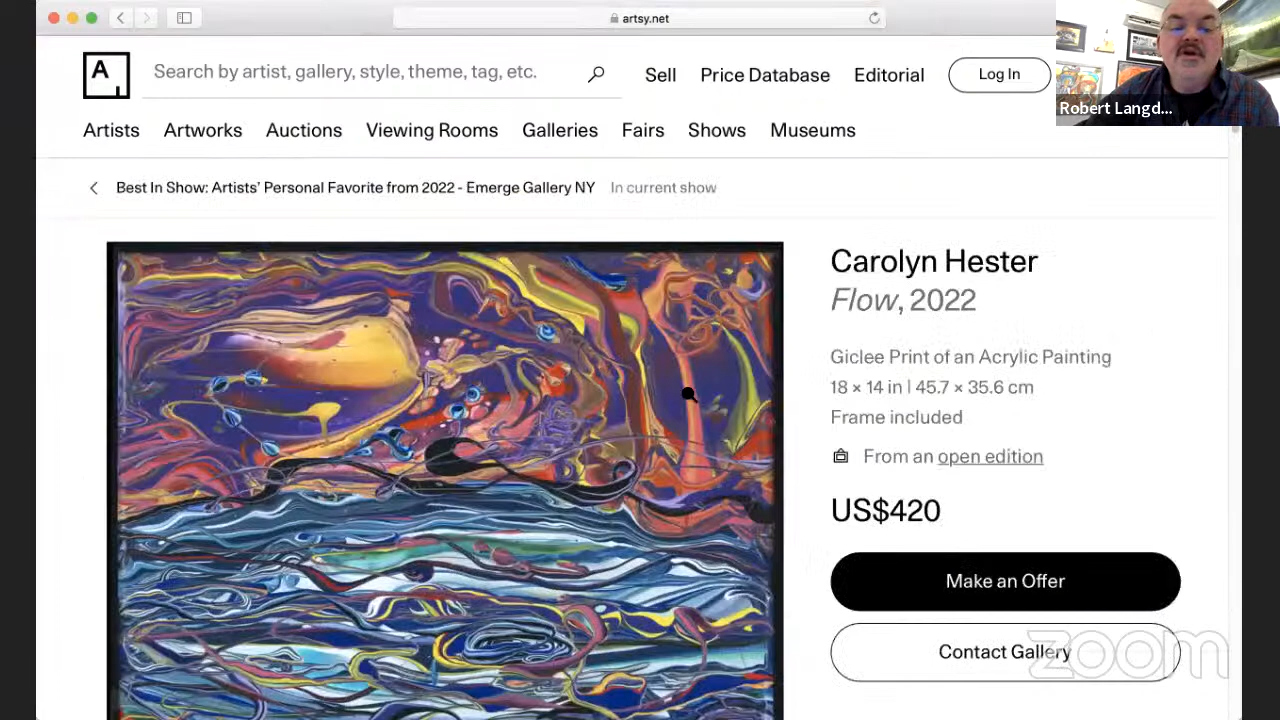 artsy.net
A
Search by artist, gallery, style, theme, tag, etc.
Sell Price Database Editorial Log In
Robert Langd...
Artists Artworks Auctions Viewing Rooms Galleries Fairs Shows Museums
Best In Show: Artists’ Personal Favorite from 2022 - Emerge Gallery NY In current show
Carolyn Hester
Flow, 2022
Giclee Print of an Acrylic Painting
18 × 14 in | 45.7 × 35.6 cm
Frame included
From an open edition
US$420
Make an Offer
Contact Gallery
zoom